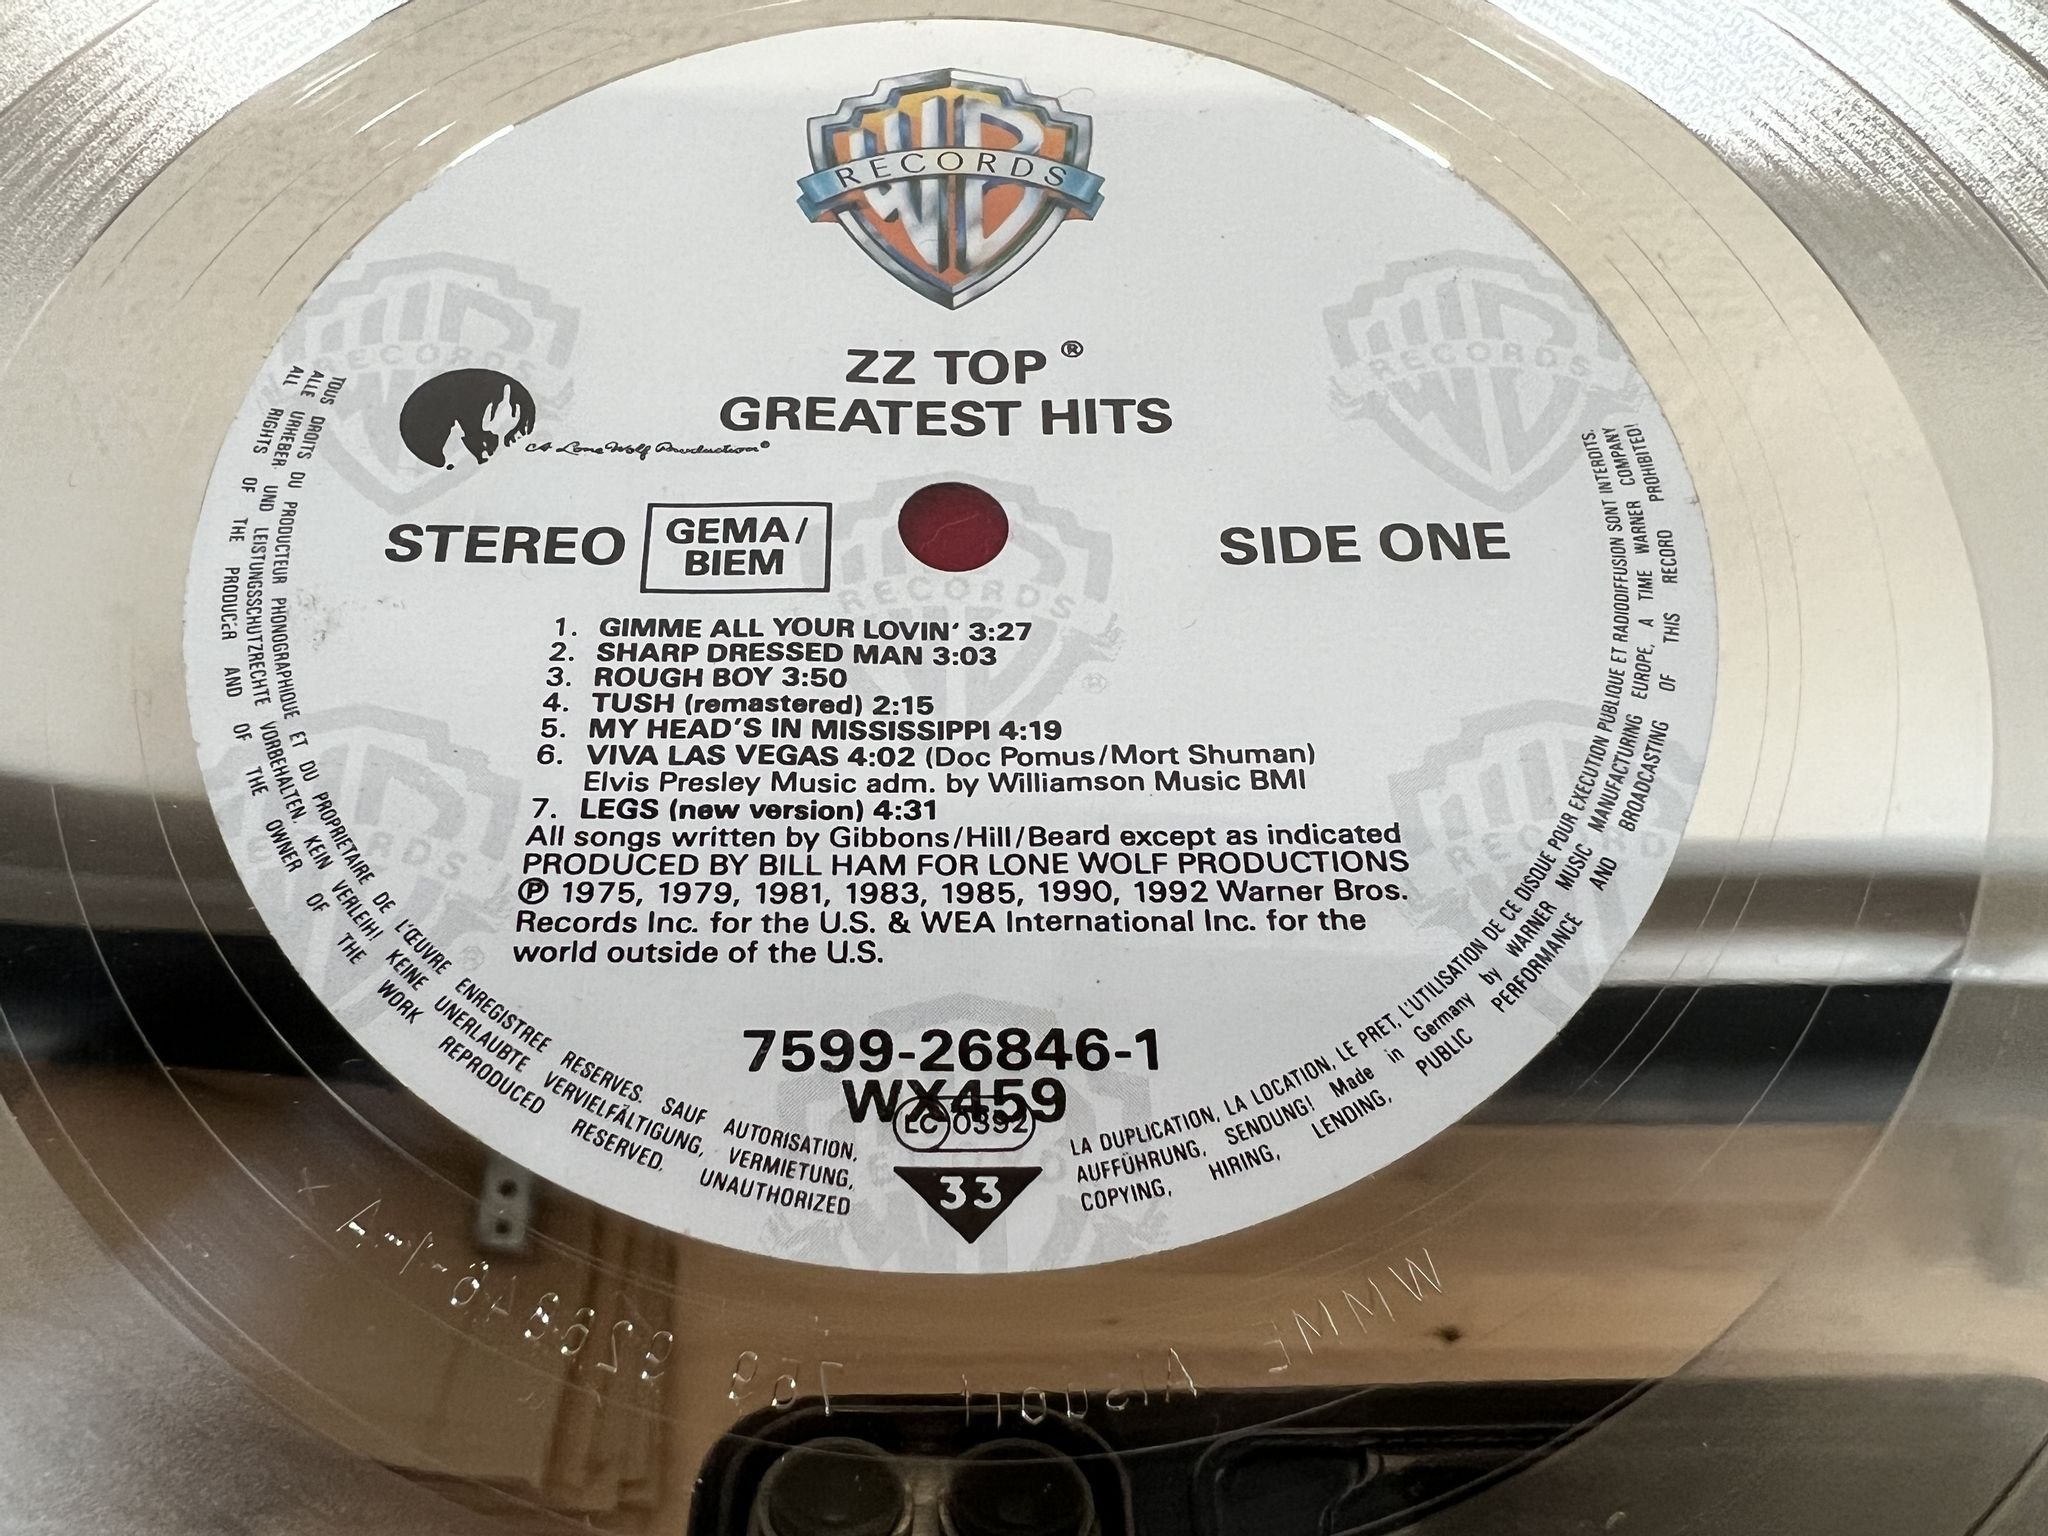 WB
RECORDS
ZZ TOP®
GREATEST HITS
A Lone Wolf Production®
STEREO
GEMA/
BIEM
SIDE ONE
1. GIMME ALL YOUR LOVIN' 3:27
2. SHARP DRESSED MAN 3:03
3. ROUGH BOY 3:50
4. TUSH (remastered) 2:15
5. MY HEAD'S IN MISSISSIPPI 4:19
6. VIVA LAS VEGAS 4:02 (Doc Pomus/Mort Shuman)
Elvis Presley Music adm. by Williamson Music BMI
7. LEGS (new version) 4:31
All songs written by Gibbons/Hill/Beard except as indicated
PRODUCED BY BILL HAM FOR LONE WOLF PRODUCTIONS
℗ 1975, 1979, 1981, 1983, 1985, 1990, 1992 Warner Bros.
Records Inc. for the U.S. & WEA International Inc. for the
world outside of the U.S.
7599-26846-1
WX459
LC 0392
33
TOUS DROITS DU PRODUCTEUR PHONOGRAPHIQUE ET DU PROPRIETAIRE DE L'ŒUVRE ENREGISTREE RESERVES. SAUF AUTORISATION, LA DUPLICATION, LA LOCATION, LE PRET, L'UTILISATION DE CE DISQUE POUR EXECUTION PUBLIQUE ET RADIODIFFUSION SONT INTERDITS.
ALLE URHEBER- UND LEISTUNGSSCHUTZRECHTE VORBEHALTEN. KEIN VERLEIH! KEINE UNERLAUBTE VERVIELFÄLTIGUNG, VERMIETUNG, AUFFÜHRUNG, SENDUNG! Made in Germany by WARNER MUSIC MANUFACTURING EUROPE, A TIME WARNER COMPANY
ALL RIGHTS OF THE PRODUCER AND OF THE OWNER OF THE WORK REPRODUCED RESERVED. UNAUTHORIZED COPYING, HIRING, LENDING, PUBLIC PERFORMANCE AND BROADCASTING OF THIS RECORD PROHIBITED!